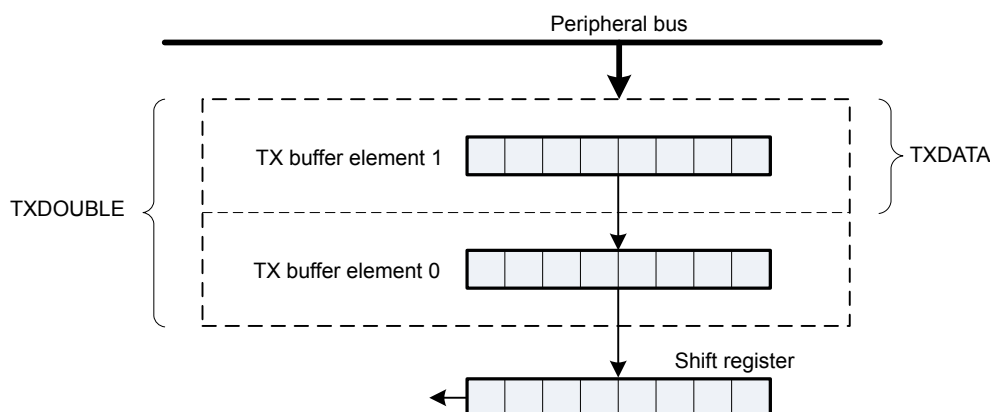 Peripheral bus
TX buffer element 1
TXDATA
TXDOUBLE
TX buffer element 0
Shift register